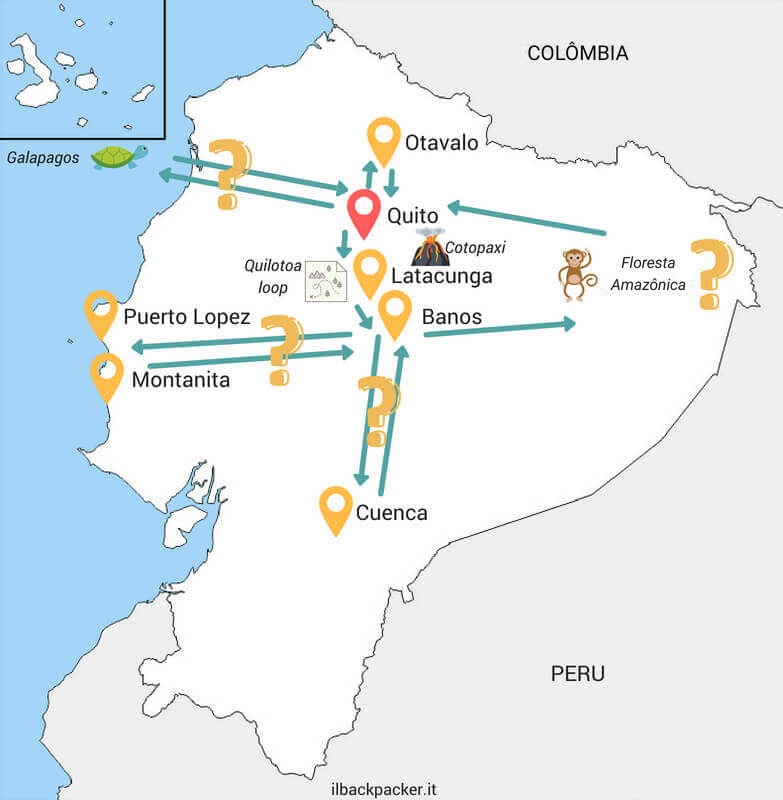 COLÔMBIA
Otavalo
Galapagos
?
Quito
Cotopaxi
Quilotoa
loop
Latacunga
Floresta
Amazônica
?
Puerto Lopez
Banos
?
Montanita
?
Cuenca
PERU
ilbackpacker.it